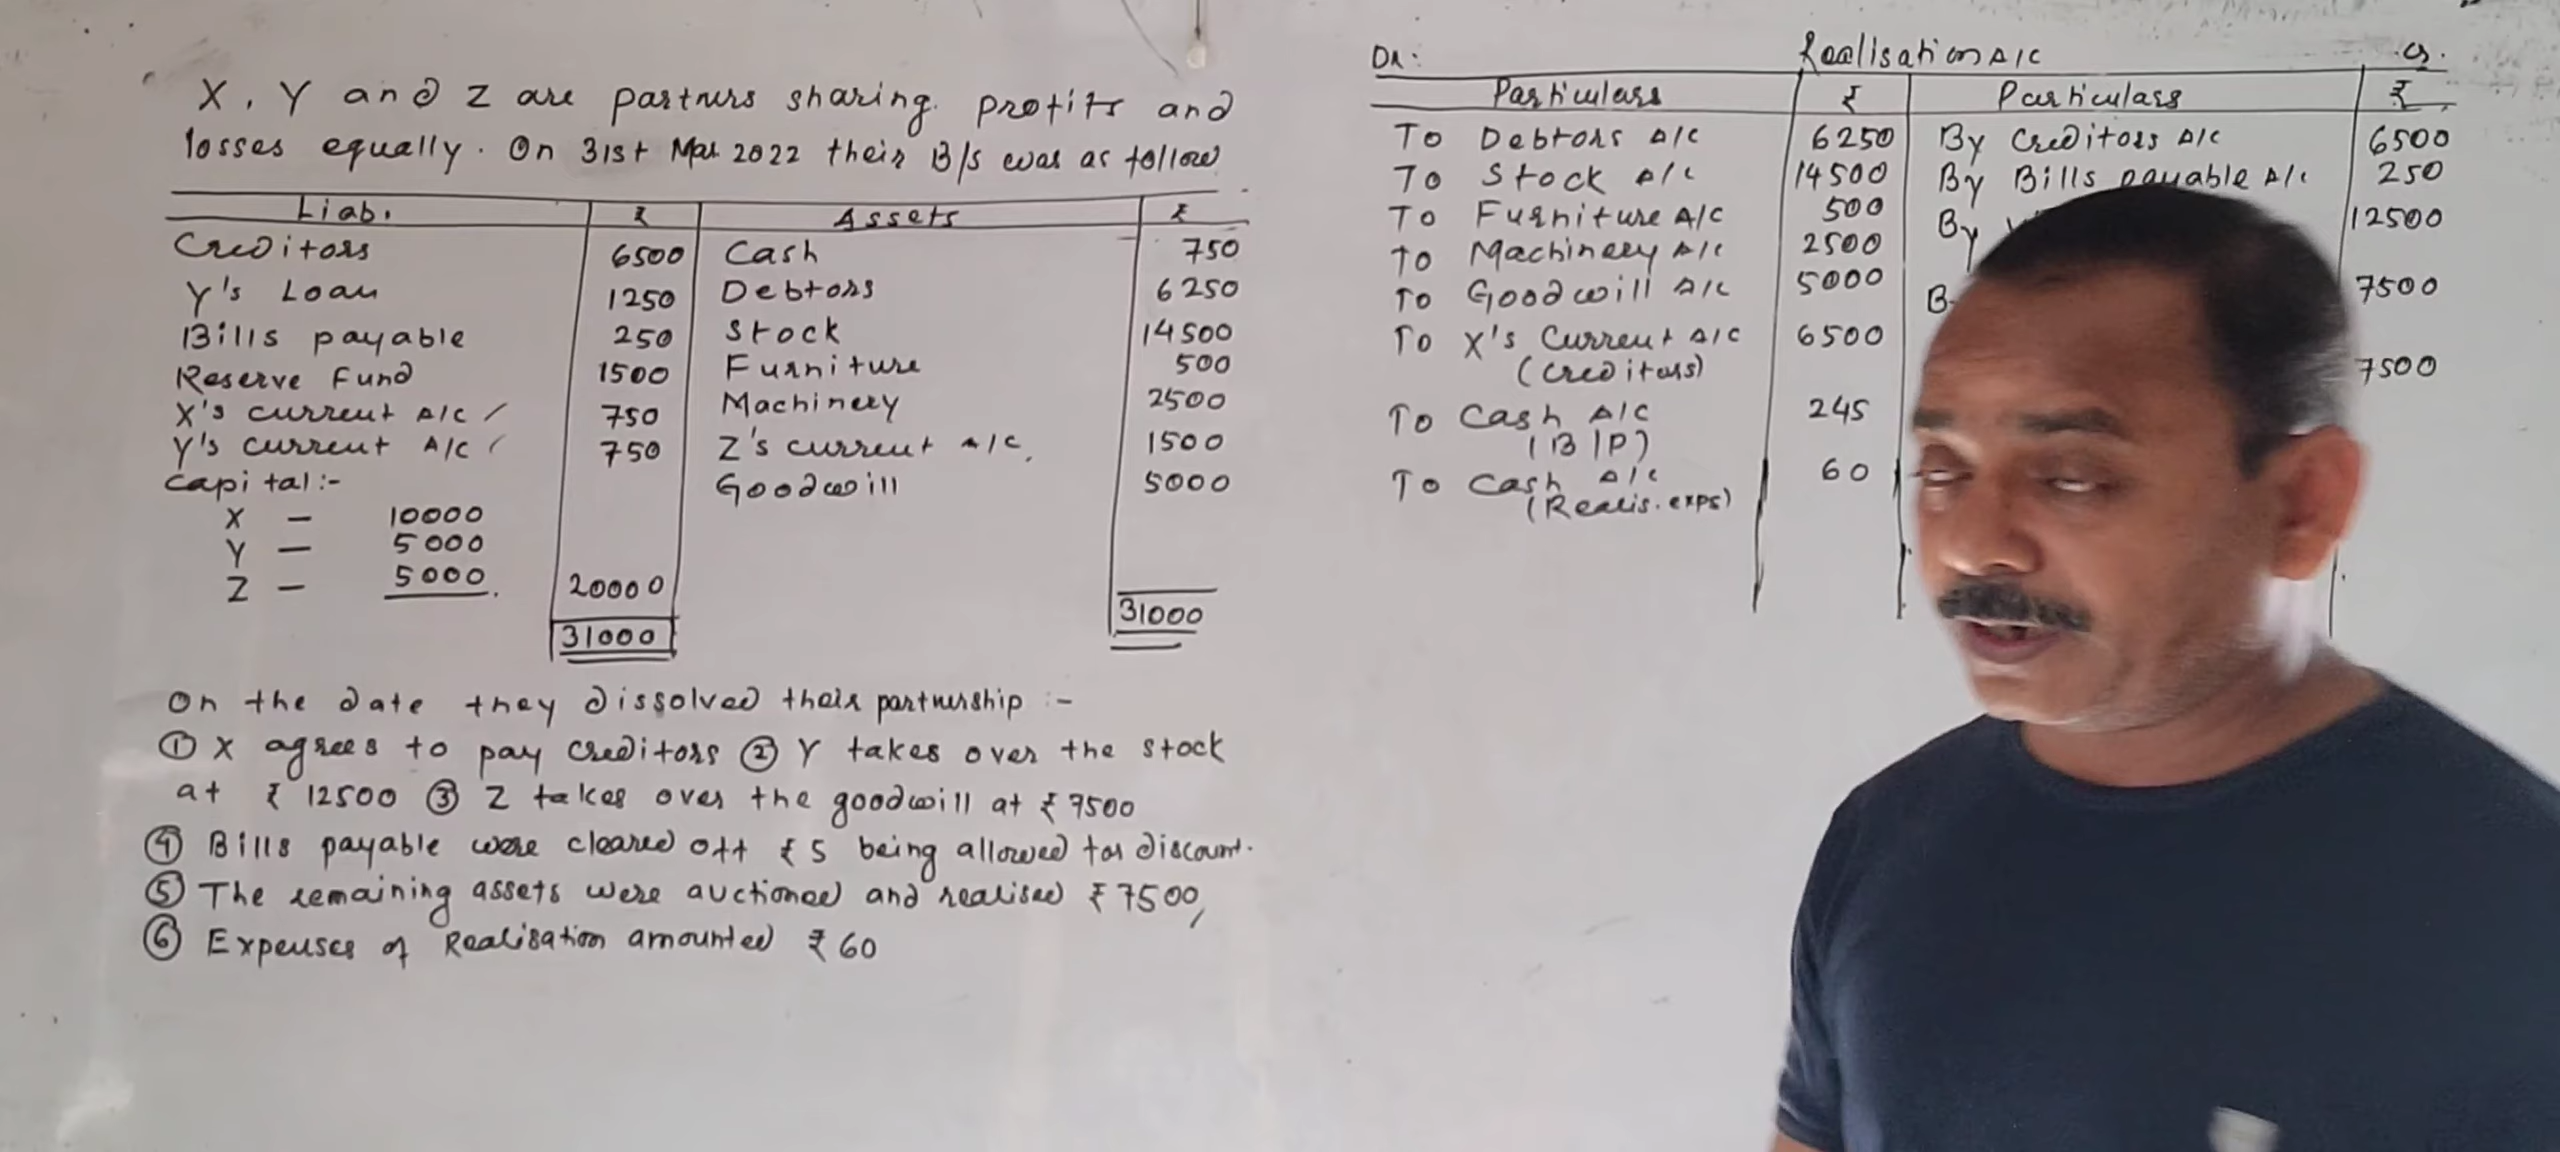 X, Y and Z are partners sharing profits and
losses equally. On 31st Mar 2022 their B/s was as follow
Liab. ₹ Assets ₹
Creditors 6500 Cash 750
Y's Loan 1250 Debtors 6250
Bills payable 250 Stock 14500
Reserve Fund 1500 Furniture 500
X's current A/C 750 Machinery 2500
Y's current A/C 750 Z's current A/C 1500
Capital:- Goodwill 5000
X – 10000
Y – 5000
Z – 5000 20000
31000 31000
On the date they dissolved their partnership :-
① X agrees to pay creditors ② Y takes over the stock
at ₹ 12500 ③ Z takes over the goodwill at ₹ 7500
④ Bills payable were cleared off ₹ 5 being allowed for discount.
⑤ The remaining assets were auctioned and realised ₹ 7500,
⑥ Expenses of Realisation amounted ₹ 60
Dr. Realisation A/C Cr.
Particulars ₹ Particulars ₹
To Debtors A/C 6250 By Creditors A/C 6500
To Stock A/C 14500 By Bills payable A/C 250
To Furniture A/C 500 By 12500
To Machinery A/C 2500
To Goodwill A/C 5000 7500
To X's Current A/C 6500
(Creditors) 7500
To Cash A/C 245
(B/P)
To Cash A/C 60
(Realis. exps)